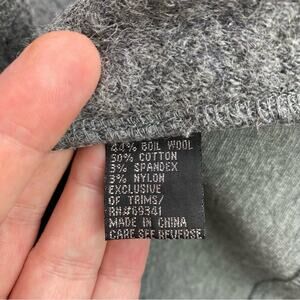 44% BOIL WOOL
50% COTTON
3% SPANDEX
3% NYLON
EXCLUSIVE
OF TRIMS/
RN#69341
MADE IN CHINA
CARE SEE REVERSE